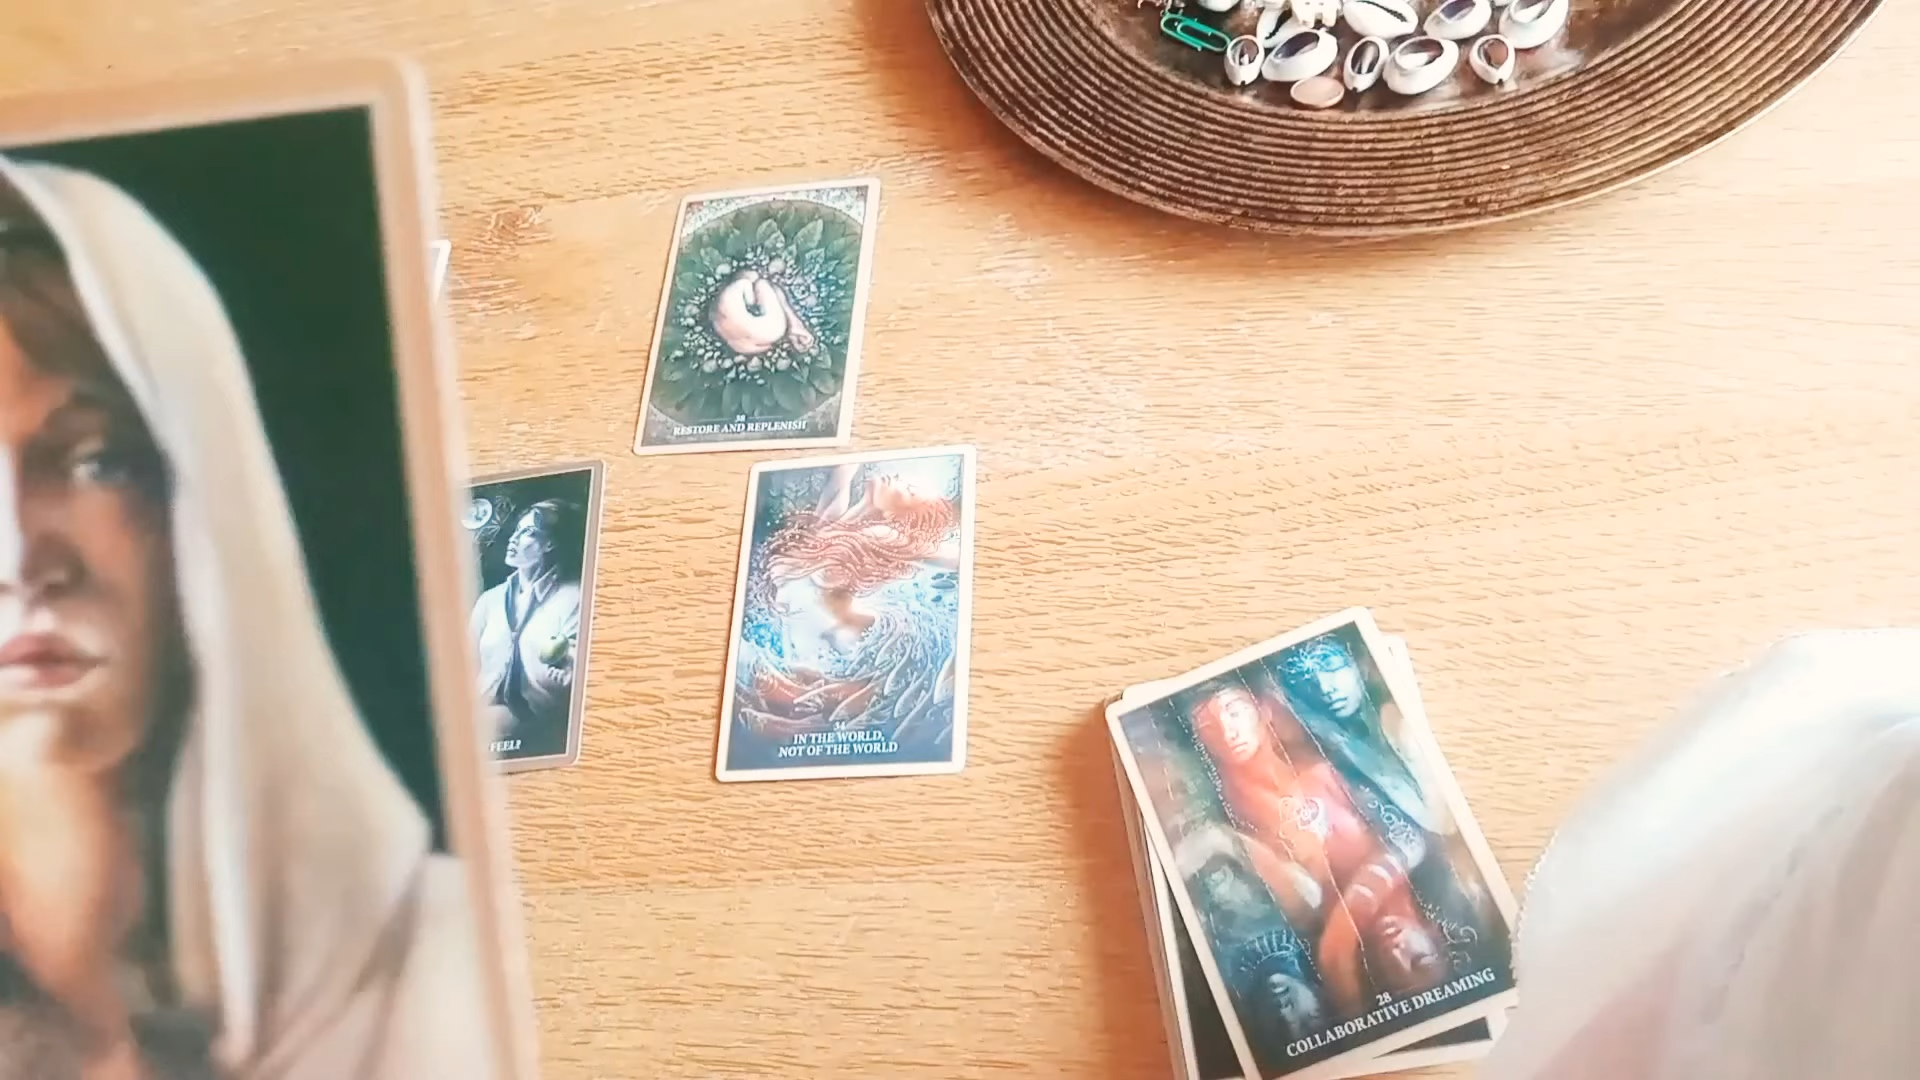 38
RESTORE AND REPLENISH
FEEL?
34
IN THE WORLD,
NOT OF THE WORLD
28
COLLABORATIVE DREAMING